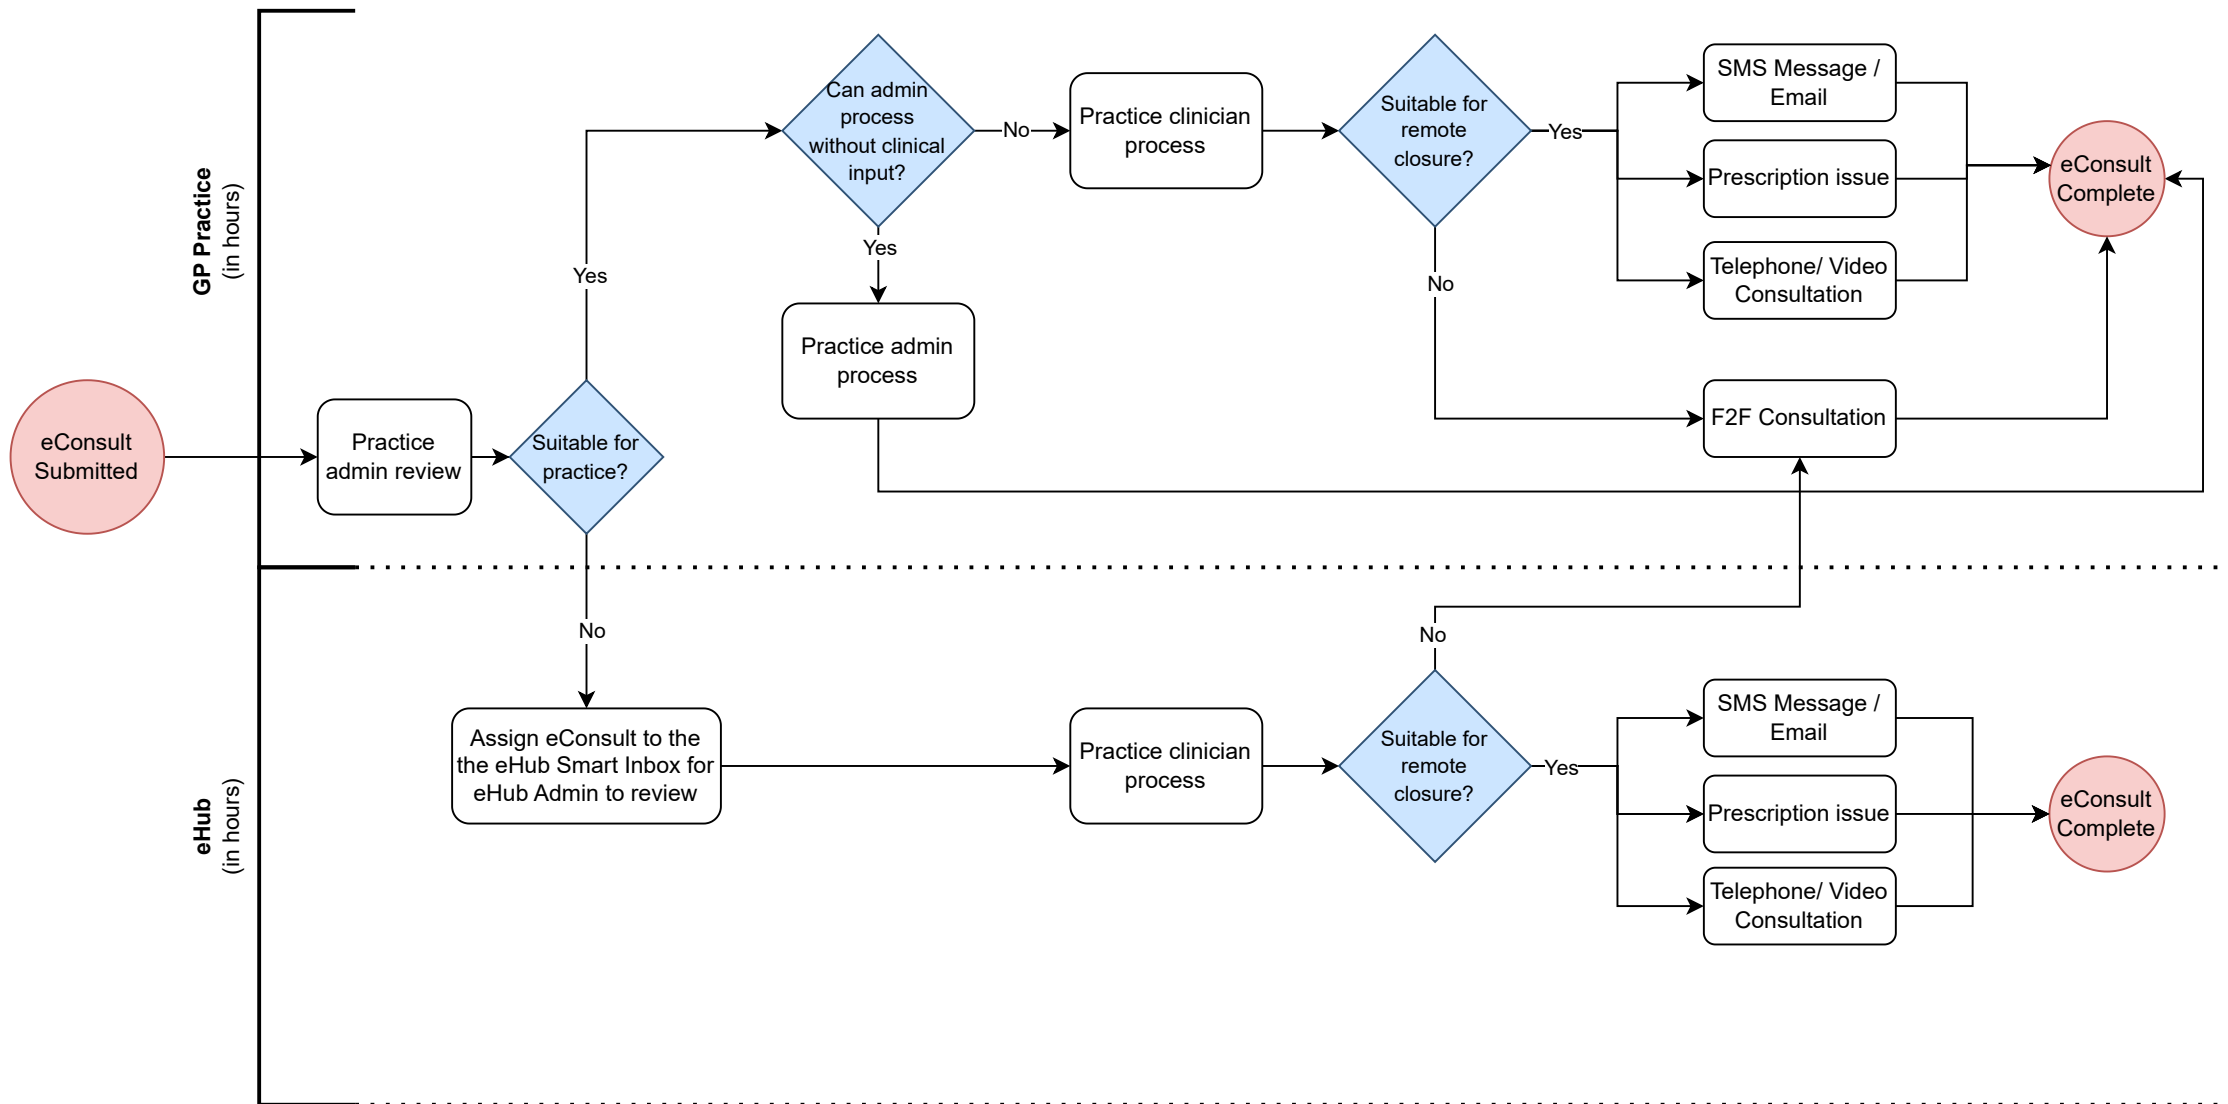 GP Practice
(in hours)
eConsult
Submitted
Practice
admin review
Suitable for
practice?
Yes
No
Can admin
process
without clinical
input?
No
Yes
Practice admin
process
Practice clinician
process
Suitable for
remote
closure?
Yes
No
SMS Message /
Email
Prescription issue
Telephone/ Video
Consultation
F2F Consultation
eConsult
Complete
eHub
(in hours)
Assign eConsult to the
the eHub Smart Inbox for
eHub Admin to review
Practice clinician
process
Suitable for
remote
closure?
No
Yes
SMS Message /
Email
Prescription issue
Telephone/ Video
Consultation
eConsult
Complete